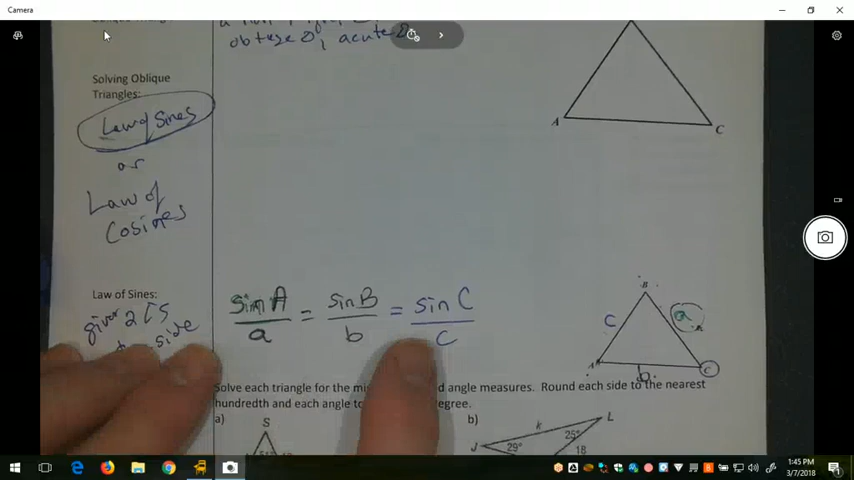 Camera
obtuse Δ, acute Δ
A
C
Solving Oblique
Triangles:
Law of Sines
or
Law of
Cosines
Law of Sines:
given 2 ∠s
side
sin A / a = sin B / b = sin C / c
B
c
a
A
C
b
Solve each triangle for the and angle measures. Round each side to the nearest
hundredth and each angle to degree.
a)
S
b)
k
L
25°
J
29°
18
1:45 PM
3/7/2018